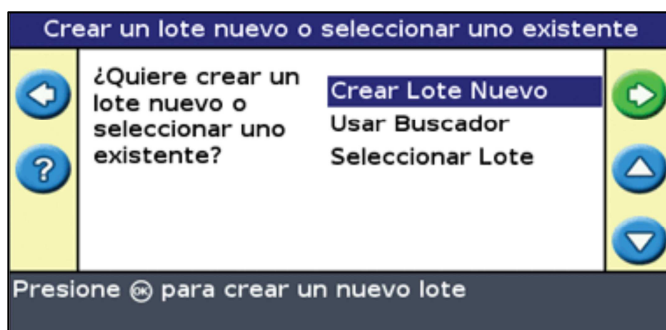 Crear un lote nuevo o seleccionar uno existente
¿Quiere crear un
lote nuevo o
seleccionar uno
existente?
Crear Lote Nuevo
Usar Buscador
Seleccionar Lote
?
Presione OK para crear un nuevo lote